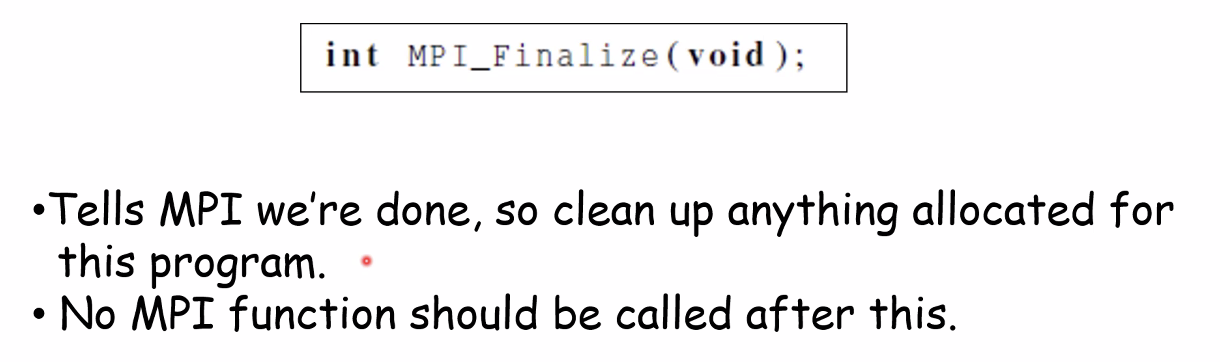 int MPI_Finalize(void);
•Tells MPI we're done, so clean up anything allocated for
this program.
• No MPI function should be called after this.